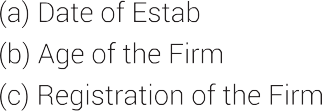 (a) Date of Estab
(b) Age of the Firm
(c) Registration of the Firm